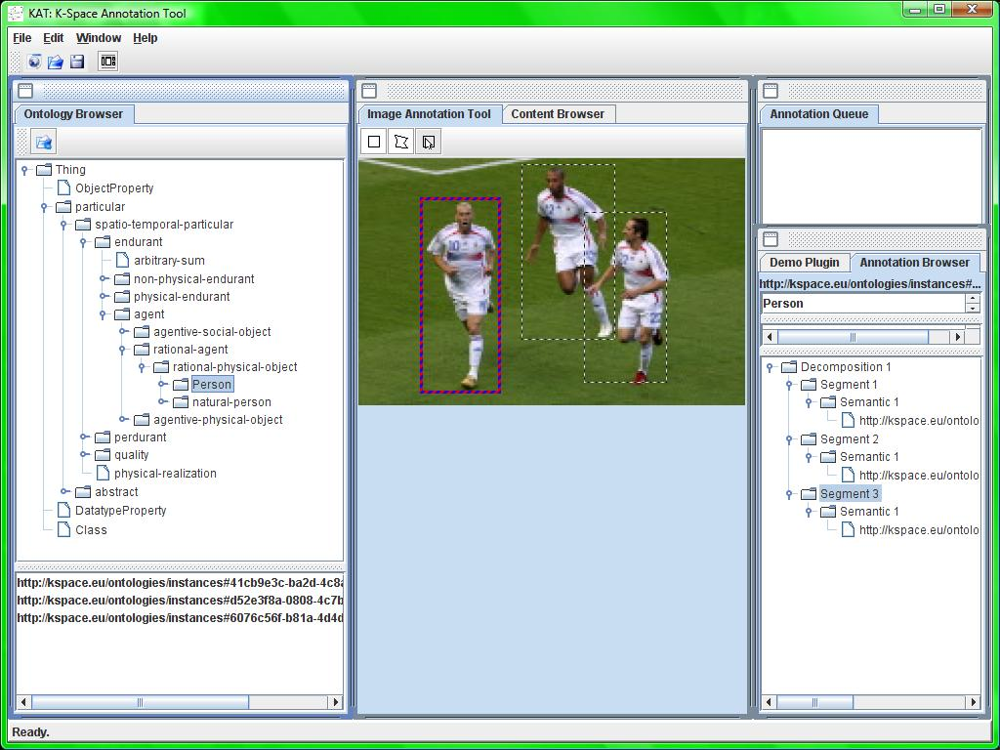 KAT: K-Space Annotation Tool
File Edit Window Help
Ontology Browser
Thing
ObjectProperty
particular
spatio-temporal-particular
endurant
arbitrary-sum
non-physical-endurant
physical-endurant
agent
agentive-social-object
rational-agent
rational-physical-object
Person
natural-person
agentive-physical-object
perdurant
quality
physical-realization
abstract
DatatypeProperty
Class
http://kspace.eu/ontologies/instances#41cb9e3c-ba2d-4c8a
http://kspace.eu/ontologies/instances#d52e3f8a-0808-4c7b
http://kspace.eu/ontologies/instances#6076c56f-b81a-4d4d
Image Annotation Tool Content Browser
10
12
22
Annotation Queue
Demo Plugin Annotation Browser
http://kspace.eu/ontologies/instances#...
Person
Decomposition 1
Segment 1
Semantic 1
http://kspace.eu/ontolo
Segment 2
Semantic 1
http://kspace.eu/ontolo
Segment 3
Semantic 1
http://kspace.eu/ontolo
Ready.